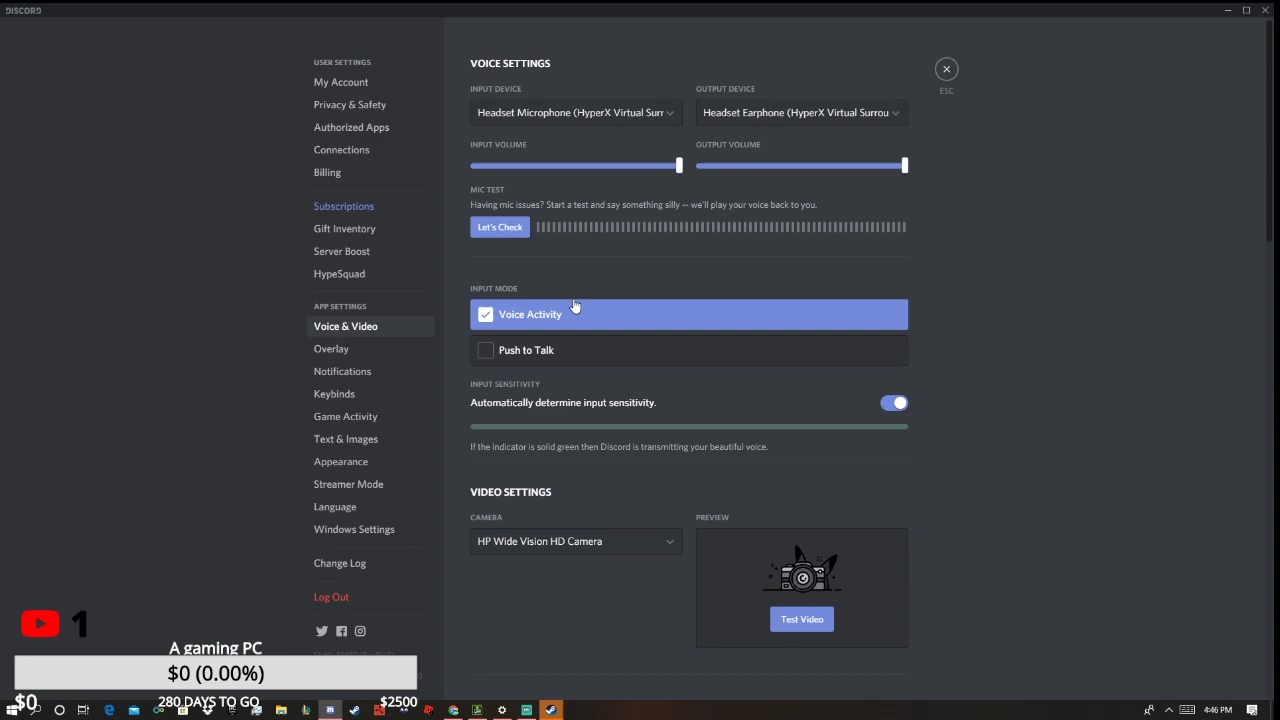 DISCORD
USER SETTINGS
My Account
Privacy & Safety
Authorized Apps
Connections
Billing
Subscriptions
Gift Inventory
Server Boost
HypeSquad
APP SETTINGS
Voice & Video
Overlay
Notifications
Keybinds
Game Activity
Text & Images
Appearance
Streamer Mode
Language
Windows Settings
Change Log
Log Out
VOICE SETTINGS
INPUT DEVICE
Headset Microphone (HyperX Virtual Surr
OUTPUT DEVICE
Headset Earphone (HyperX Virtual Surrou
INPUT VOLUME
OUTPUT VOLUME
MIC TEST
Having mic issues? Start a test and say something silly -- we'll play your voice back to you.
Let's Check
INPUT MODE
Voice Activity
Push to Talk
INPUT SENSITIVITY
Automatically determine input sensitivity.
If the indicator is solid green then Discord is transmitting your beautiful voice.
VIDEO SETTINGS
CAMERA
HP Wide Vision HD Camera
PREVIEW
Test Video
ESC
1
A gaming PC
$0 (0.00%)
$0 280 DAYS TO GO $2500
4:46 PM